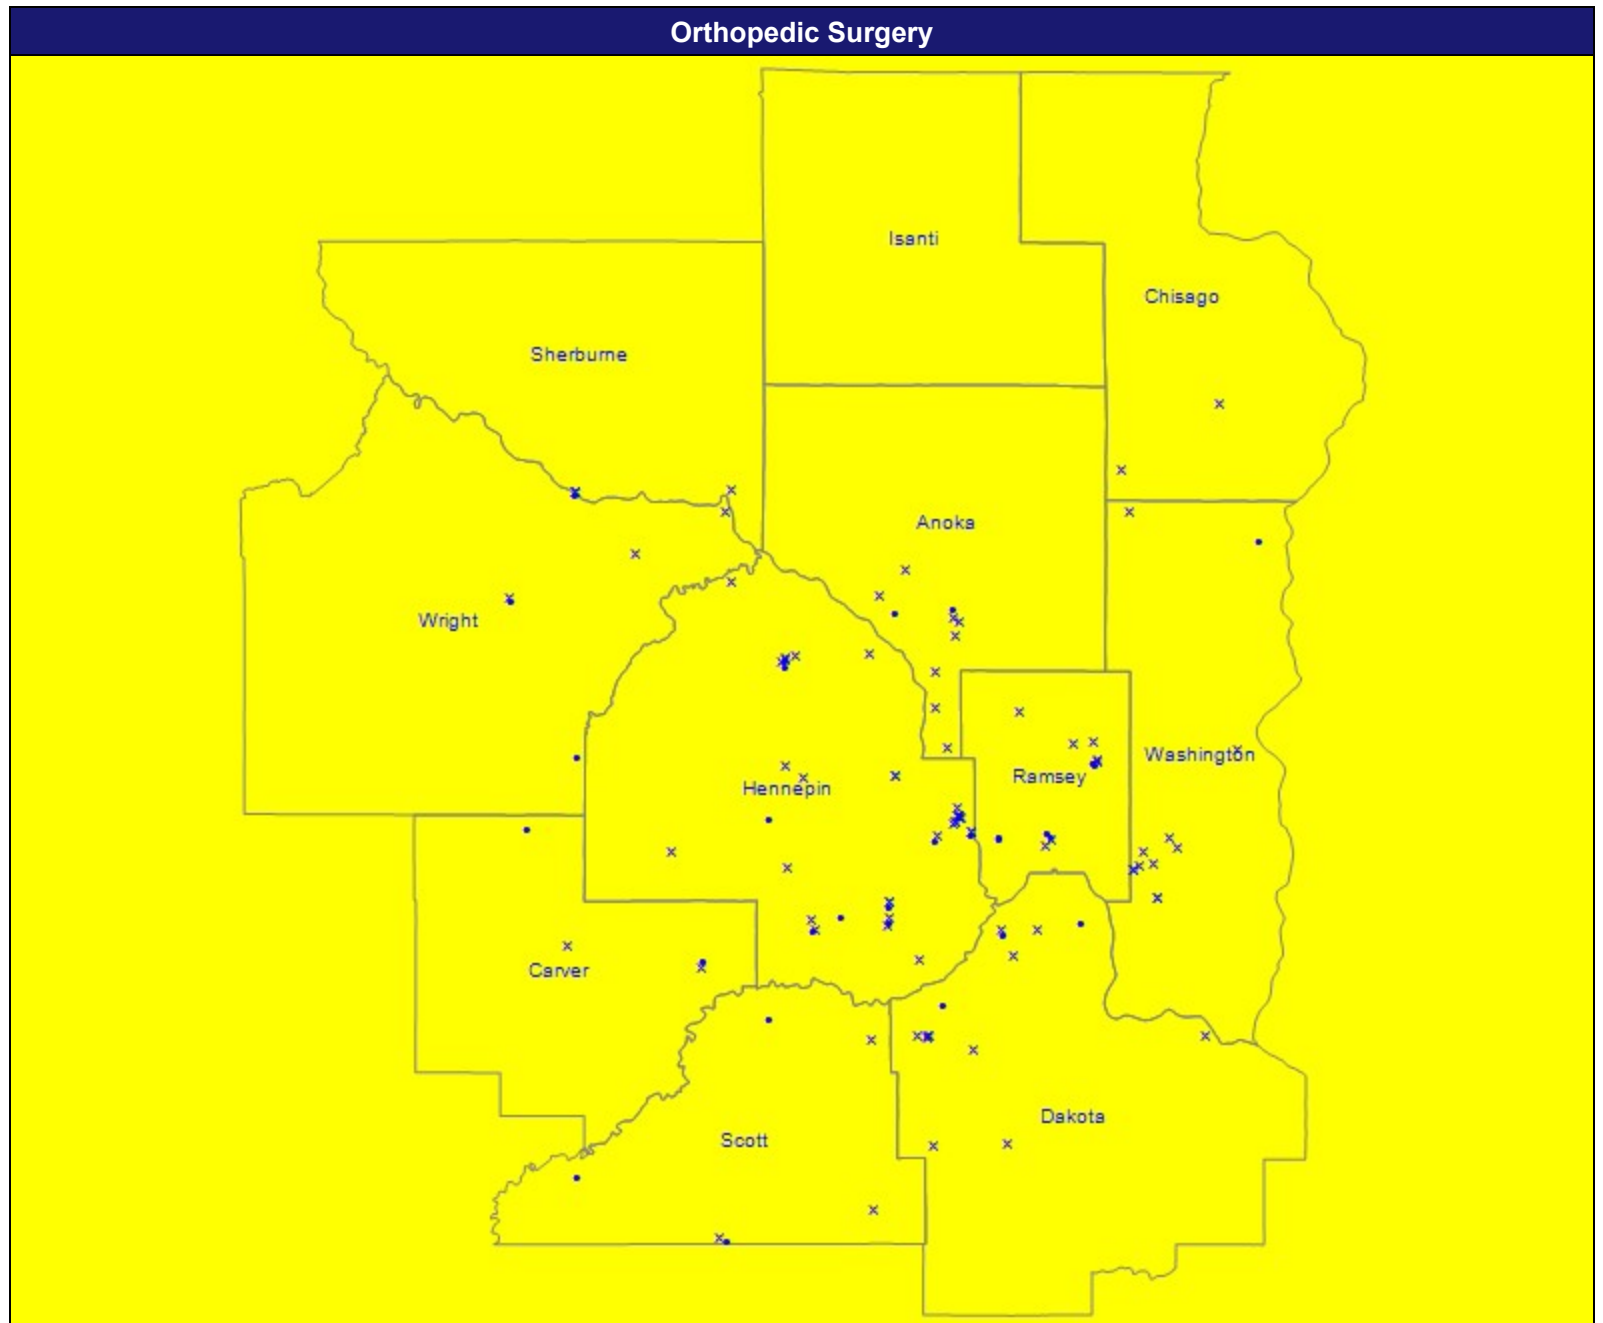 Orthopedic Surgery
Isanti
Chisago
Sherburne
Anoka
Wright
Washington
Ramsey
Hennepin
Carver
Dakota
Scott